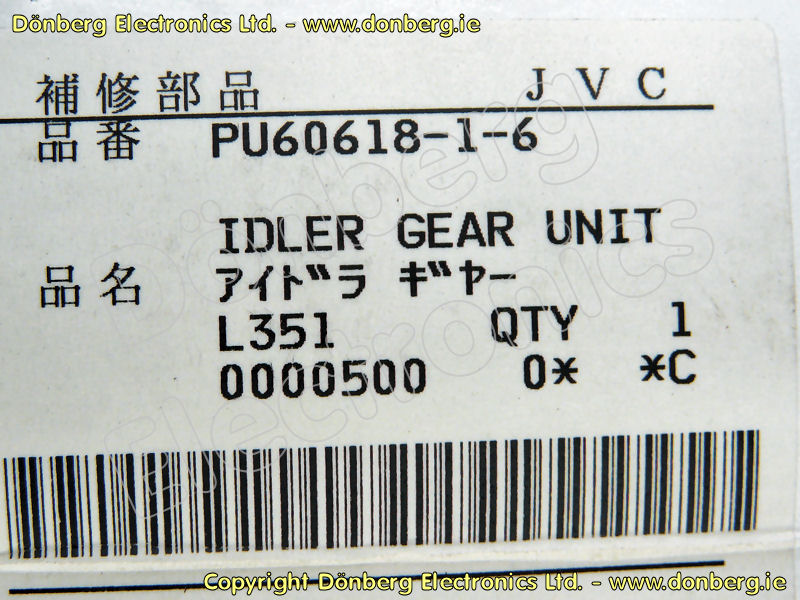 Dönberg Electronics Ltd. - www.donberg.ie
補修部品 JVC
品番 PU60618-1-6
IDLER GEAR UNIT
品名 アイドラ ギヤー
L351 QTY 1
0000500 0* *C
Dönberg Electronics
Copyright Dönberg Electronics Ltd. - www.donberg.ie